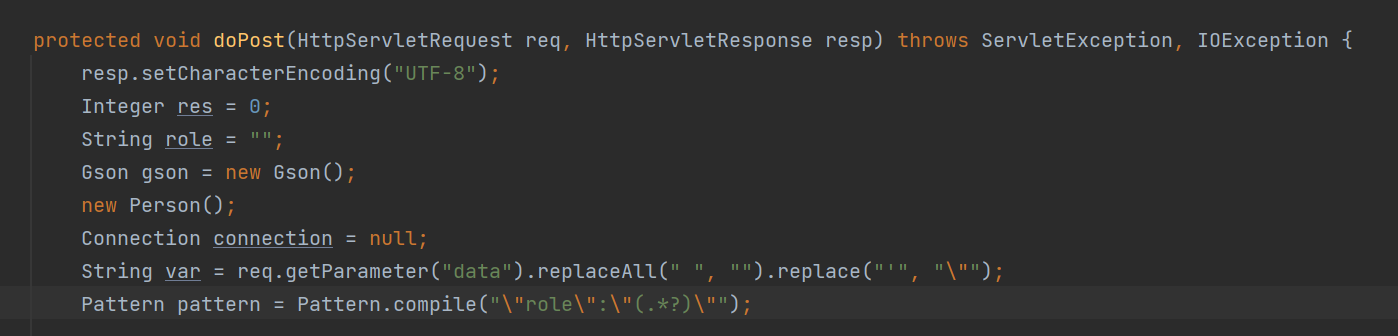 protected void doPost(HttpServletRequest req, HttpServletResponse resp) throws ServletException, IOException {
resp.setCharacterEncoding("UTF-8");
Integer res = 0;
String role = "";
Gson gson = new Gson();
new Person();
Connection connection = null;
String var = req.getParameter("data").replaceAll(" ", "").replace("'", "\"");
Pattern pattern = Pattern.compile("\"role\":\"(.*?)\"");